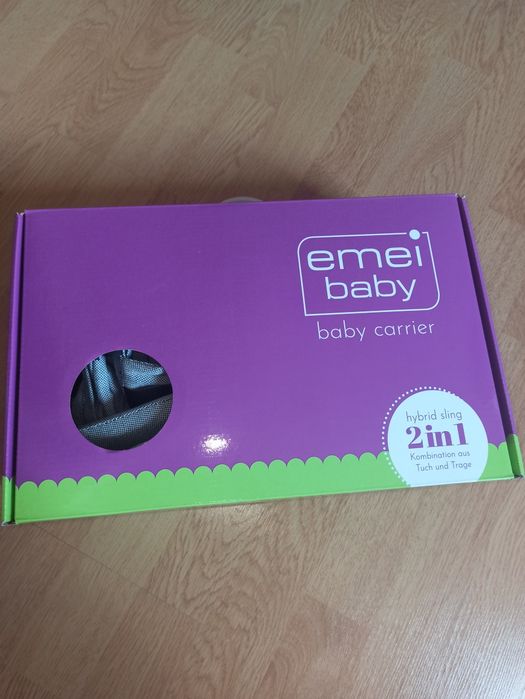 emei
baby
baby carrier
hybrid sling
2in1
Kombination aus
Tuch und Trage